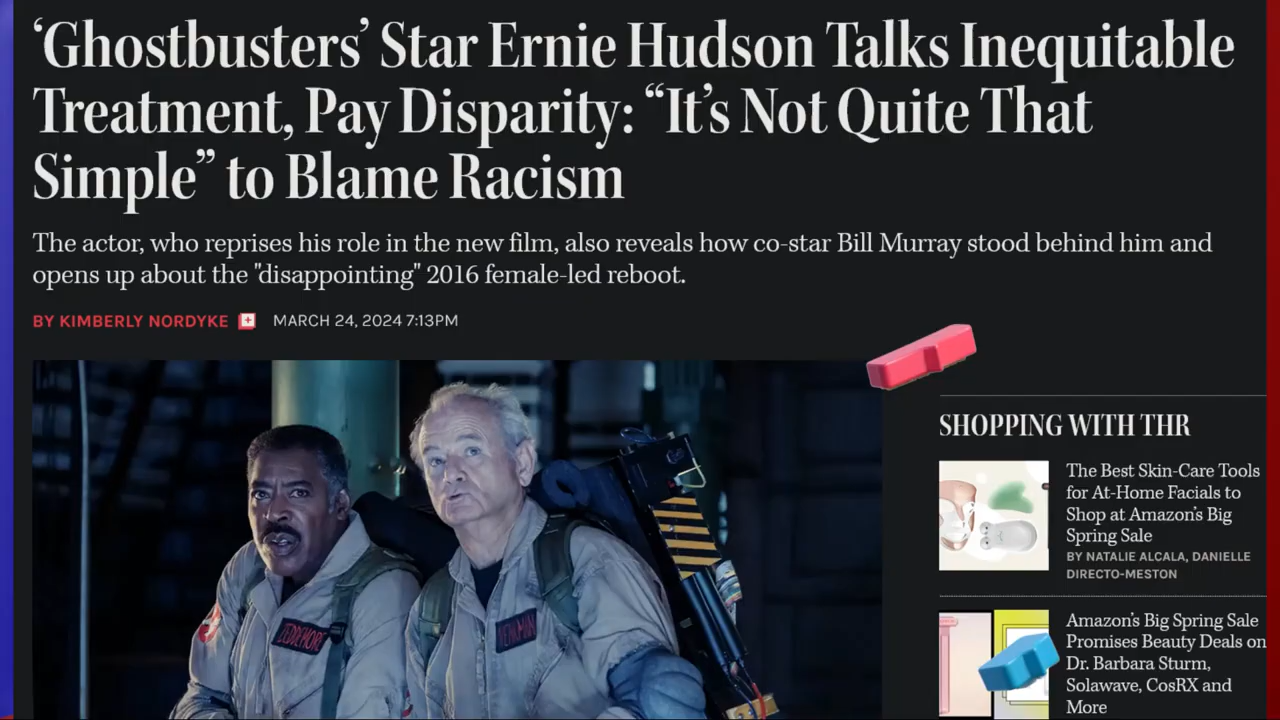 ‘Ghostbusters’ Star Ernie Hudson Talks Inequitable
Treatment, Pay Disparity: “It’s Not Quite That
Simple” to Blame Racism
The actor, who reprises his role in the new film, also reveals how co-star Bill Murray stood behind him and
opens up about the "disappointing" 2016 female-led reboot.
BY KIMBERLY NORDYKE MARCH 24, 2024 7:13PM
SHOPPING WITH THR
The Best Skin-Care Tools
for At-Home Facials to
Shop at Amazon’s Big
Spring Sale
BY NATALIE ALCALA, DANIELLE
DIRECTO-MESTON
Amazon’s Big Spring Sale
Promises Beauty Deals on
Dr. Barbara Sturm,
Solawave, CosRX and
More
ZEDDEMORE
VENKMAN